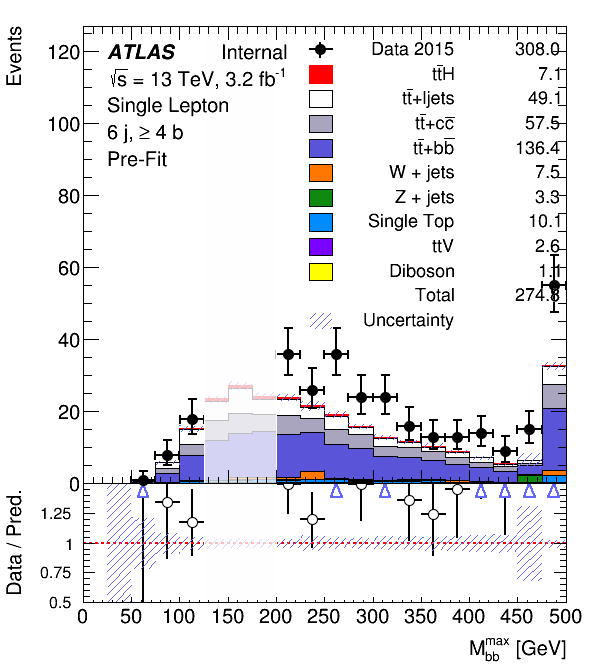 Events
120
100
80
60
40
20
0
ATLAS Internal
√s = 13 TeV, 3.2 fb⁻¹
Single Lepton
6 j, ≥ 4 b
Pre-Fit
Data 2015 308.0
tt̄H 7.1
tt̄+ljets 49.1
tt̄+cc̄ 57.5
tt̄+bb̄ 136.4
W + jets 7.5
Z + jets 3.3
Single Top 10.1
ttV 2.6
Diboson 1.1
Total 274.8
Uncertainty
Data / Pred.
1.25
1
0.75
0.5
0 50 100 150 200 250 300 350 400 450 500
M_bb^max [GeV]